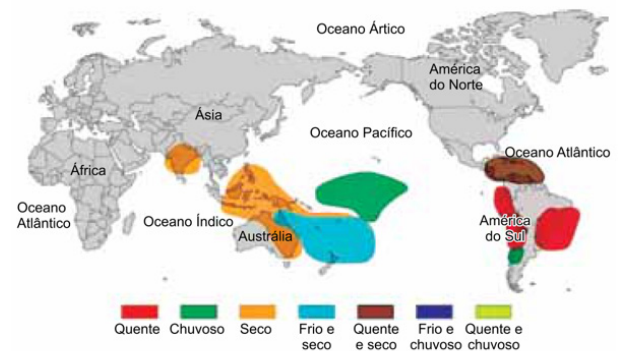 Oceano Ártico
América
do Norte
Ásia
Oceano Pacífico
Oceano Atlântico
África
Oceano
Atlântico
Oceano Índico
Austrália
América
do Sul
Quente
Chuvoso
Seco
Frio e
seco
Quente
e seco
Frio e
chuvoso
Quente e
chuvoso